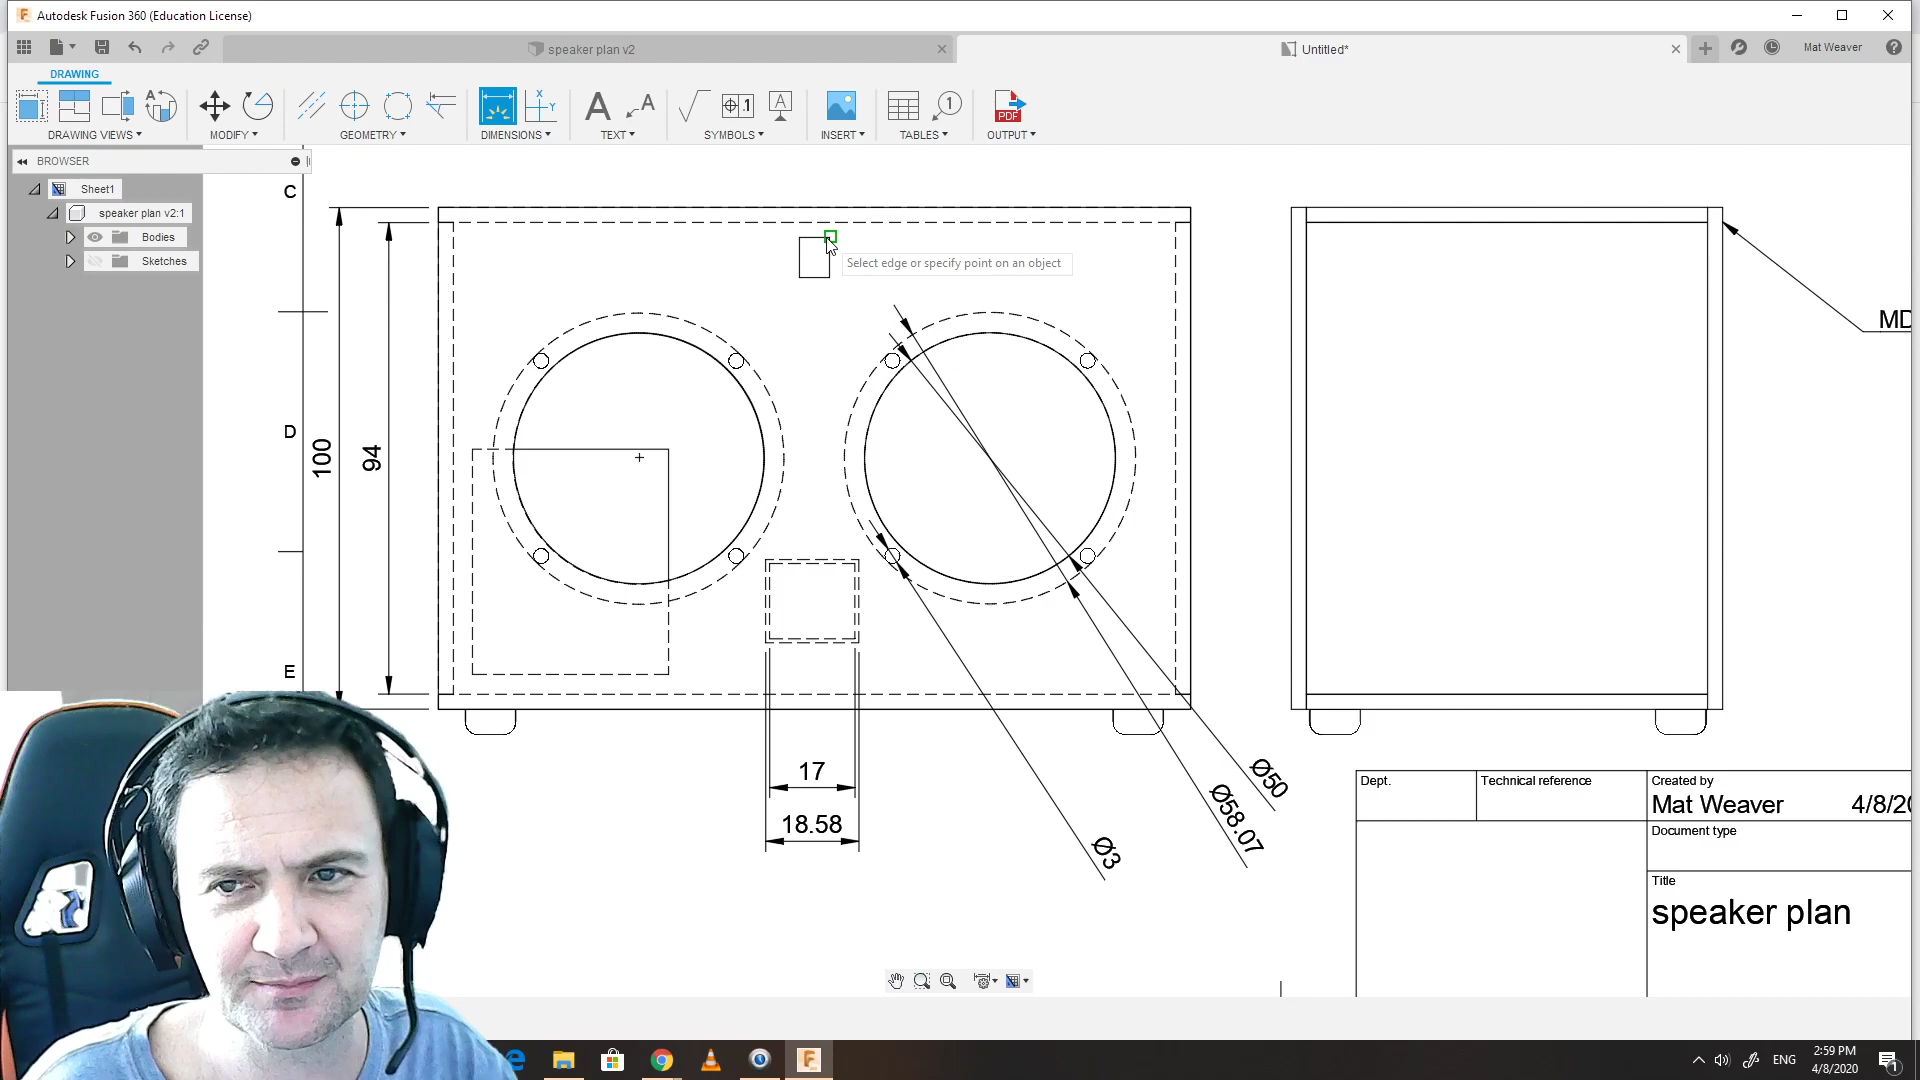 Autodesk Fusion 360 (Education License)
speaker plan v2
Untitled*
Mat Weaver
DRAWING
DRAWING VIEWS
MODIFY
GEOMETRY
DIMENSIONS
TEXT
SYMBOLS
INSERT
TABLES
OUTPUT
BROWSER
Sheet1
speaker plan v2:1
Bodies
Sketches
C
D
E
100
94
Select edge or specify point on an object
MD
17
18.58
Ø3
Ø58.07
Ø50
Dept.
Technical reference
Created by
Mat Weaver
4/8/20
Document type
Title
speaker plan
ENG
2:59 PM
4/8/2020